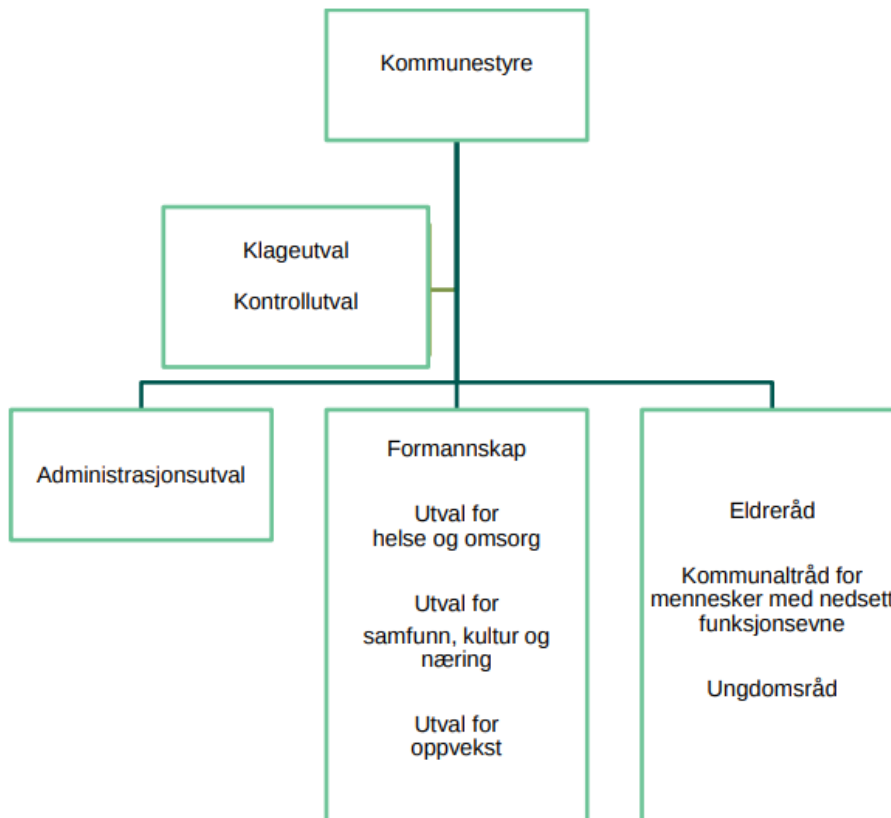 Kommunestyre
Klageutval
Kontrollutval
Administrasjonsutval
Formannskap
Utval for
helse og omsorg
Utval for
samfunn, kultur og
næring
Utval for
oppvekst
Eldreråd
Kommunaltråd for
mennesker med nedsett
funksjonsevne
Ungdomsråd